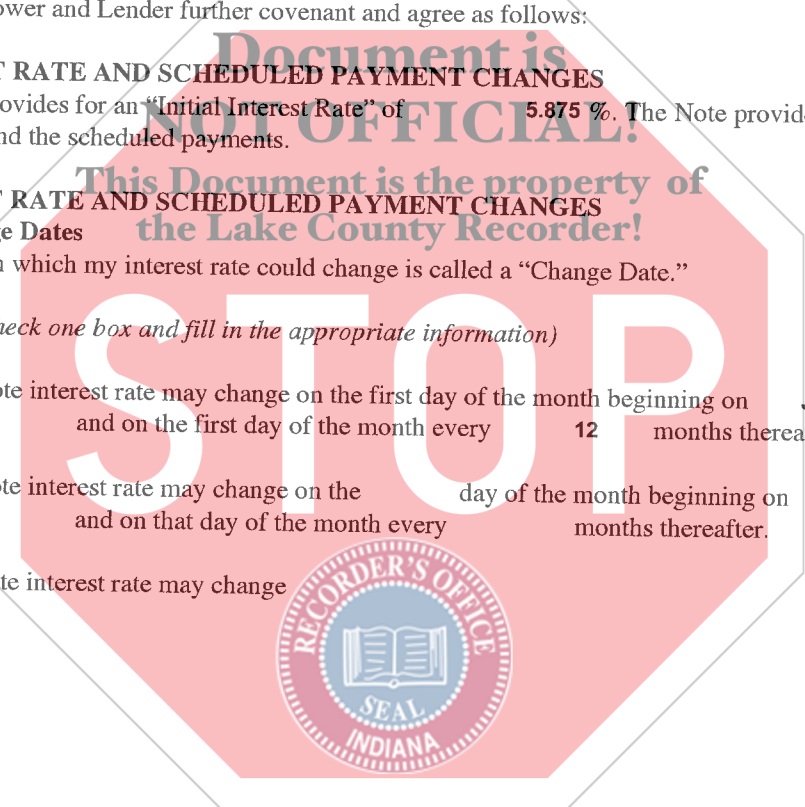 ower and Lender further covenant and agree as follows:
Document is
RATE AND SCHEDULED PAYMENT CHANGES
NOT OFFICIAL!
ovides for an “Initial Interest Rate” of 5.875 %. The Note provid
nd the scheduled payments.
This Document is the property of
RATE AND SCHEDULED PAYMENT CHANGES
the Lake County Recorder!
e Dates
n which my interest rate could change is called a “Change Date.”
STOP
heck one box and fill in the appropriate information)
ote interest rate may change on the first day of the month beginning on
and on the first day of the month every 12 months therea
ote interest rate may change on the day of the month beginning on
and on that day of the month every months thereafter.
te interest rate may change
RECORDER'S OFFICE
SEAL
INDIANA